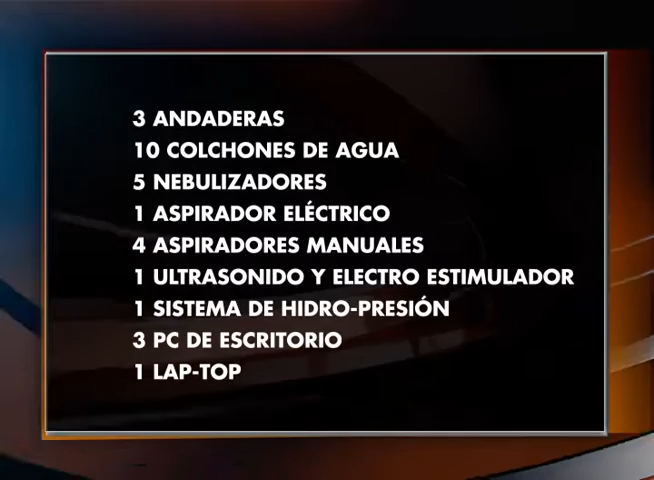 3 ANDADERAS
10 COLCHONES DE AGUA
5 NEBULIZADORES
1 ASPIRADOR ELÉCTRICO
4 ASPIRADORES MANUALES
1 ULTRASONIDO Y ELECTRO ESTIMULADOR
1 SISTEMA DE HIDRO-PRESIÓN
3 PC DE ESCRITORIO
1 LAP-TOP